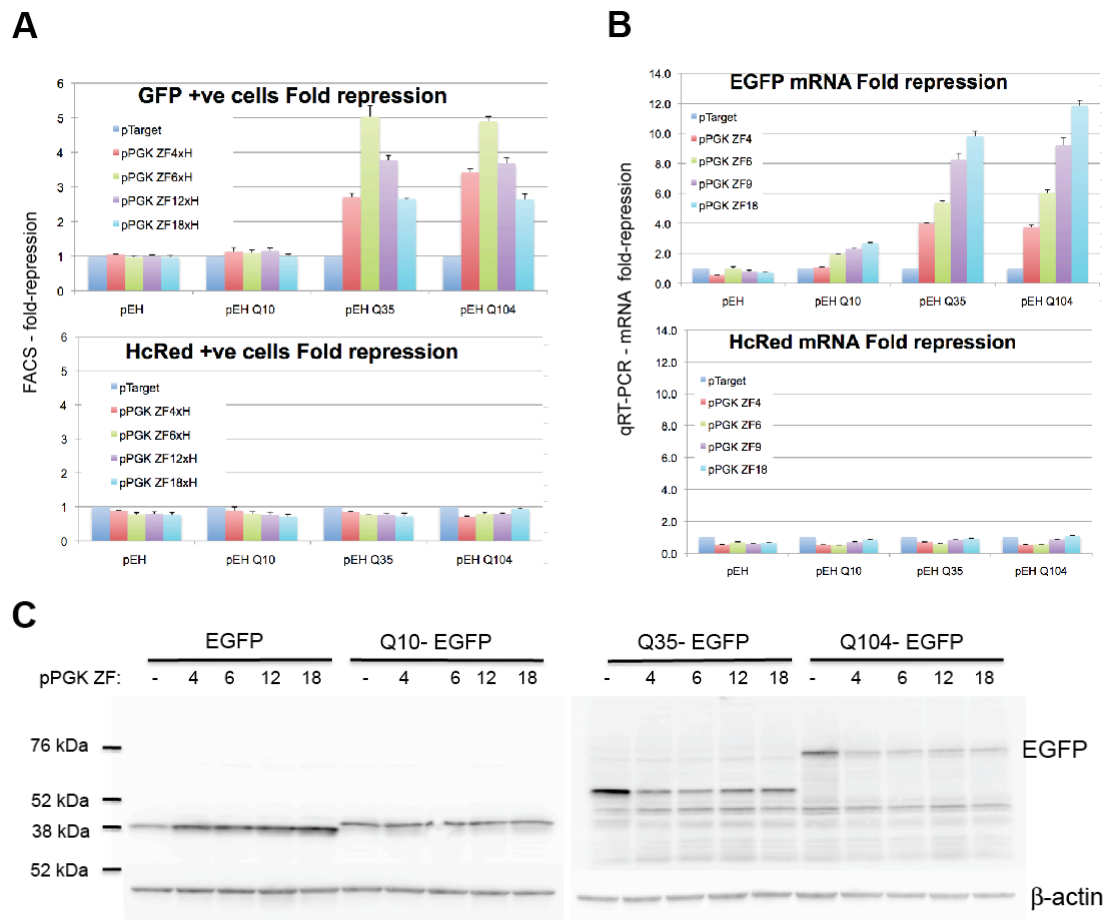 A
FACS - fold-repression
GFP +ve cells Fold repression
6
5
4
3
2
1
0
pTarget
pPGK ZF4xH
pPGK ZF6xH
pPGK ZF12xH
pPGK ZF18xH
pEH
pEH Q10
pEH Q35
pEH Q104
HcRed +ve cells Fold repression
6
5
4
3
2
1
0
pTarget
pPGK ZF4xH
pPGK ZF6xH
pPGK ZF12xH
pPGK ZF18xH
pEH
pEH Q10
pEH Q35
pEH Q104
B
qRT-PCR - mRNA fold-repression
EGFP mRNA Fold repression
14.0
12.0
10.0
8.0
6.0
4.0
2.0
0.0
pTarget
pPGK ZF4
pPGK ZF6
pPGK ZF9
pPGK ZF18
pEH
pEH Q10
pEH Q35
pEH Q104
HcRed mRNA Fold repression
14.0
12.0
10.0
8.0
6.0
4.0
2.0
0.0
pTarget
pPGK ZF4
pPGK ZF6
pPGK ZF9
pPGK ZF18
pEH
pEH Q10
pEH Q35
pEH Q104
C
EGFP Q10- EGFP Q35- EGFP Q104- EGFP
pPGK ZF: - 4 6 12 18 - 4 6 12 18 - 4 6 12 18 - 4 6 12 18
76 kDa
EGFP
52 kDa
38 kDa
52 kDa
β-actin